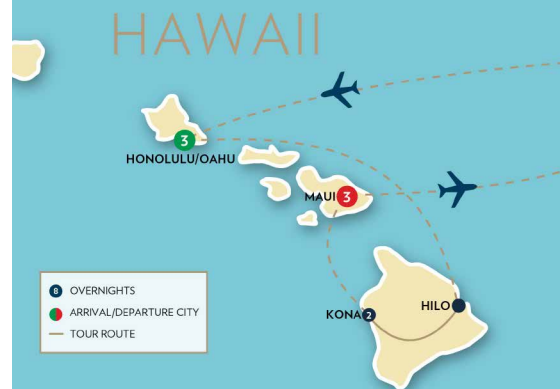 HAWAII
3
HONOLULU/OAHU
MAUI 3
KONA 2
HILO
8 OVERNIGHTS
ARRIVAL/DEPARTURE CITY
TOUR ROUTE